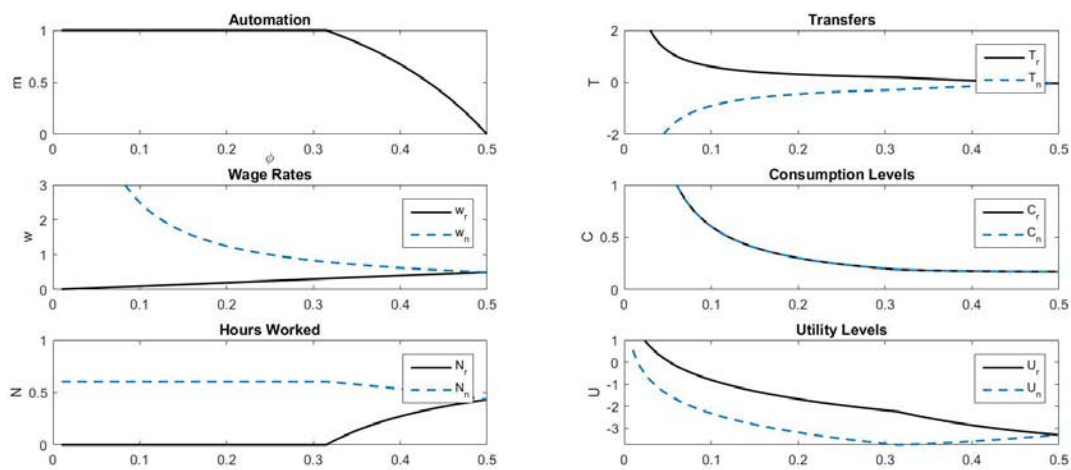 Automation
1
0.5
0
m
0 0.1 0.2 0.3 0.4 0.5
ϕ
Transfers
2
0
-2
T
T_r
T_n
0 0.1 0.2 0.3 0.4 0.5
Wage Rates
3
2
1
0
w
w_r
w_n
0 0.1 0.2 0.3 0.4 0.5
Consumption Levels
1
0.5
0
C
C_r
C_n
0 0.1 0.2 0.3 0.4 0.5
Hours Worked
1
0.5
0
N
N_r
N_n
0 0.1 0.2 0.3 0.4 0.5
Utility Levels
1
0
-1
-2
-3
U
U_r
U_n
0 0.1 0.2 0.3 0.4 0.5